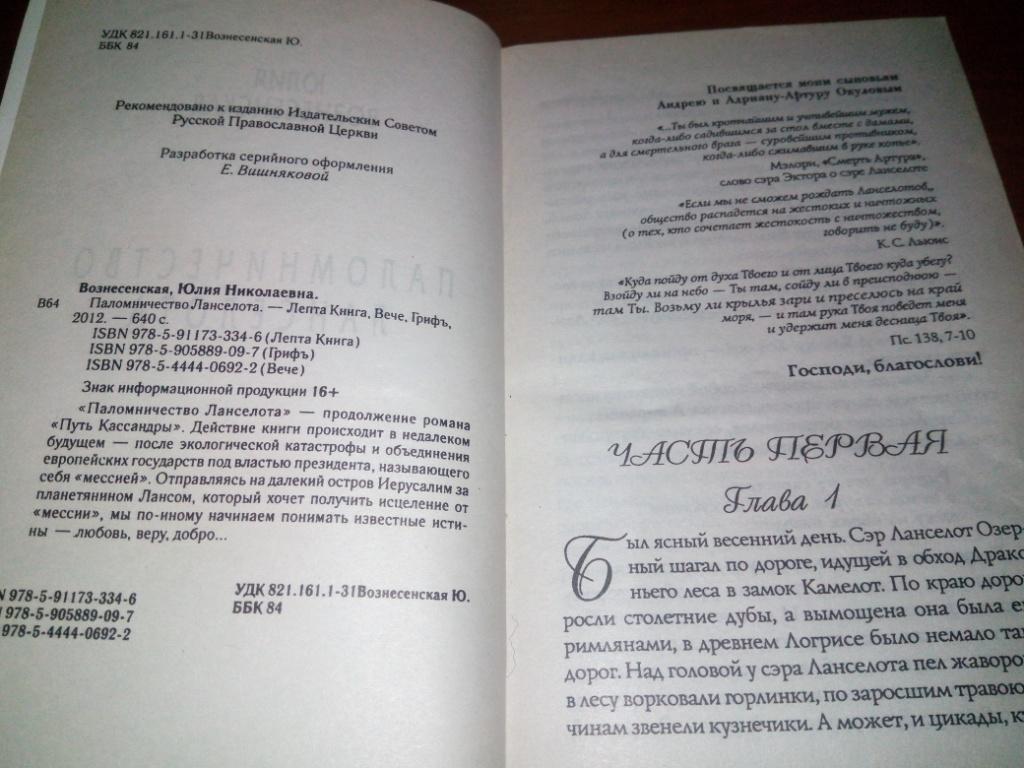 УДК 821.161.1-31Вознесенская Ю.
ББК 84
Рекомендовано к изданию Издательским Советом
Русской Православной Церкви
Разработка серийного оформления
Е. Вишняковой
Вознесенская, Юлия Николаевна.
В64 Паломничество Ланселота. — Лепта Книга, Вече, Грифъ,
2012. — 640 с.
ISBN 978-5-91173-334-6 (Лепта Книга)
ISBN 978-5-905889-09-7 (Грифъ)
ISBN 978-5-4444-0692-2 (Вече)
Знак информационной продукции 16+
«Паломничество Ланселота» — продолжение романа
«Путь Кассандры». Действие книги происходит в недалеком
будущем — после экологической катастрофы и объединения
европейских государств под властью президента, называющего
себя «мессией». Отправляясь на далекий остров Иерусалим за
планетянином Лансом, который хочет получить исцеление от
«мессии», мы по-иному начинаем понимать известные исти-
ны — любовь, веру, добро...
УДК 821.161.1-31Вознесенская Ю.
ББК 84
N 978-5-91173-334-6
978-5-905889-09-7
978-5-4444-0692-2
Посвящается моим сыновьям
Андрею и Адриану-Артуру Окуловым
«...Ты был кротчайшим и учтивейшим мужем,
когда-либо садившимся за стол вместе с дамами,
а для смертельного врага — суровейшим противником,
когда-либо сжимавшим в руке копье».
Мэлори, «Смерть Артура»,
слово сэра Эктора о сэре Ланселоте
«Если мы не сможем рождать Ланселотов,
общество распадется на жестоких и ничтожных
(о тех, кто сочетает жестокость с ничтожеством,
говорить не буду)».
К. С. Льюис
«Куда пойду от духа Твоего и от лица Твоего куда убегу?
Взойду ли на небо — Ты там, сойду ли в преисподнюю —
там Ты. Возьму ли крылья зари и преселюсь на край
моря, — и там рука Твоя поведет меня
и удержит меня десница Твоя».
Пс. 138, 7-10
Господи, благослови!
ЧАСТЬ ПЕРВАЯ
Глава 1
Был ясный весенний день. Сэр Ланселот Озер-
ный шагал по дороге, идущей в обход Драко
ньего леса в замок Камелот. По краю дорог
росли столетние дубы, а вымощена она была е
римлянами, в древнем Логрисе было немало та
дорог. Над головой у сэра Ланселота пел жаворо
в лесу ворковали горлинки, по заросшим травою
чинам звенели кузнечики. А может, и цикады, к